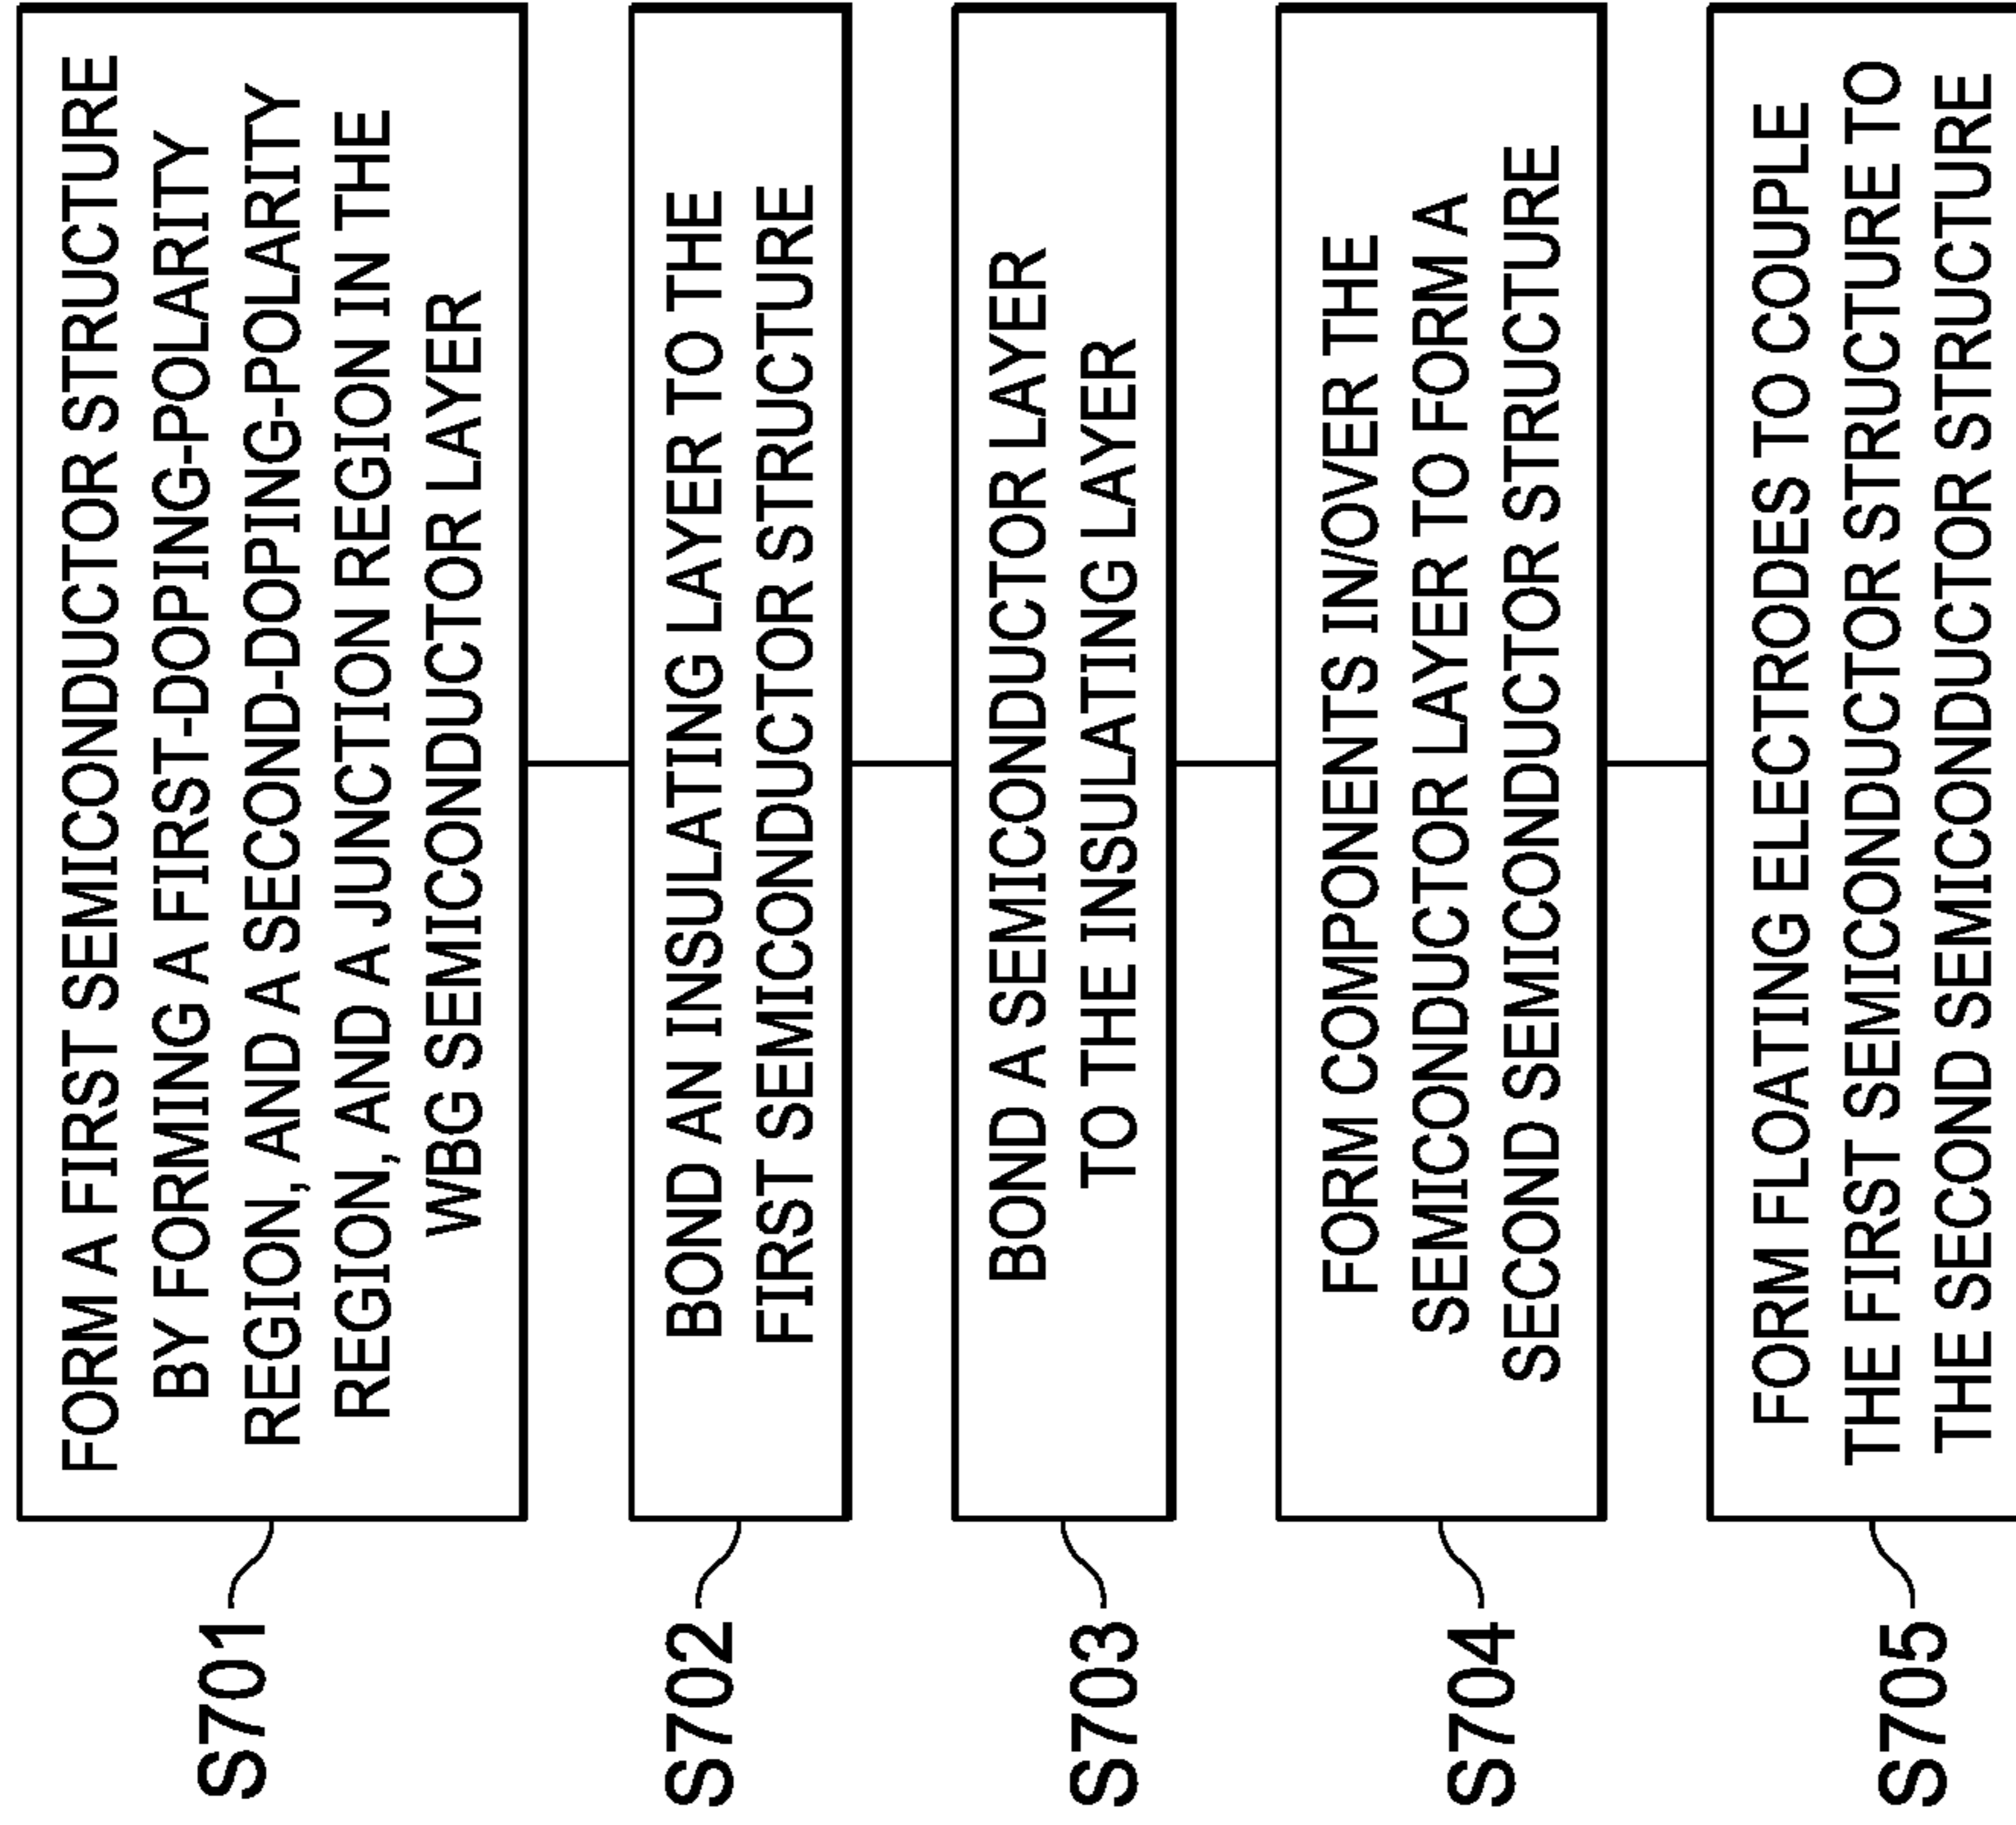 S701
FORM A FIRST SEMICONDUCTOR STRUCTURE
BY FORMING A FIRST-DOPING-POLARITY
REGION, AND A SECOND-DOPING-POLARITY
REGION, AND A JUNCTION REGION IN THE
WBG SEMICONDUCTOR LAYER
S702
BOND AN INSULATING LAYER TO THE
FIRST SEMICONDUCTOR STRUCTURE
S703
BOND A SEMICONDUCTOR LAYER
TO THE INSULATING LAYER
S704
FORM COMPONENTS IN/OVER THE
SEMICONDUCTOR LAYER TO FORM A
SECOND SEMICONDUCTOR STRUCTURE
S705
FORM FLOATING ELECTRODES TO COUPLE
THE FIRST SEMICONDUCTOR STRUCTURE TO
THE SECOND SEMICONDUCTOR STRUCTURE